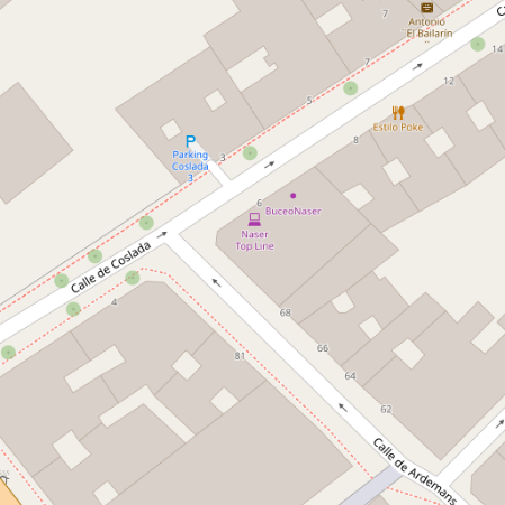 7
Antonio
El Bailarín
...
14
7
12
5
Estilo Poke
8
P
Parking
Coslada
3
3
6
BuceoNaser
Naser
Top Line
Calle de Coslada
4
68
81
66
64
62
Calle de Ardemans